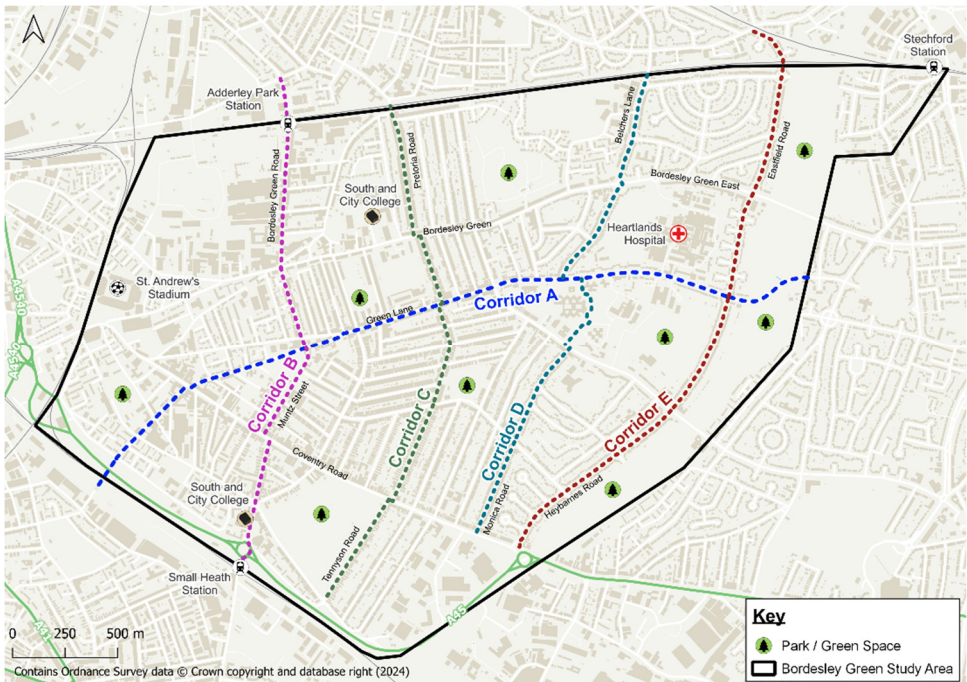 Stechford
Station
Adderley Park
Station
Belchers Lane
Bordesley Green Road
Pretoria Road
Eastfield Road
South and
City College
Bordesley Green East
Bordesley Green
Heartlands
Hospital
St. Andrew's
Stadium
A4540
A4540
Green Lane
Corridor A
Corridor B
Muntz Street
Corridor C
Corridor D
Corridor E
Coventry Road
South and
City College
Monica Road
Heybarnes Road
Tennyson Road
Small Heath
Station
A45
A41
0 250 500 m
Contains Ordnance Survey data © Crown copyright and database right (2024)
Key
Park / Green Space
Bordesley Green Study Area